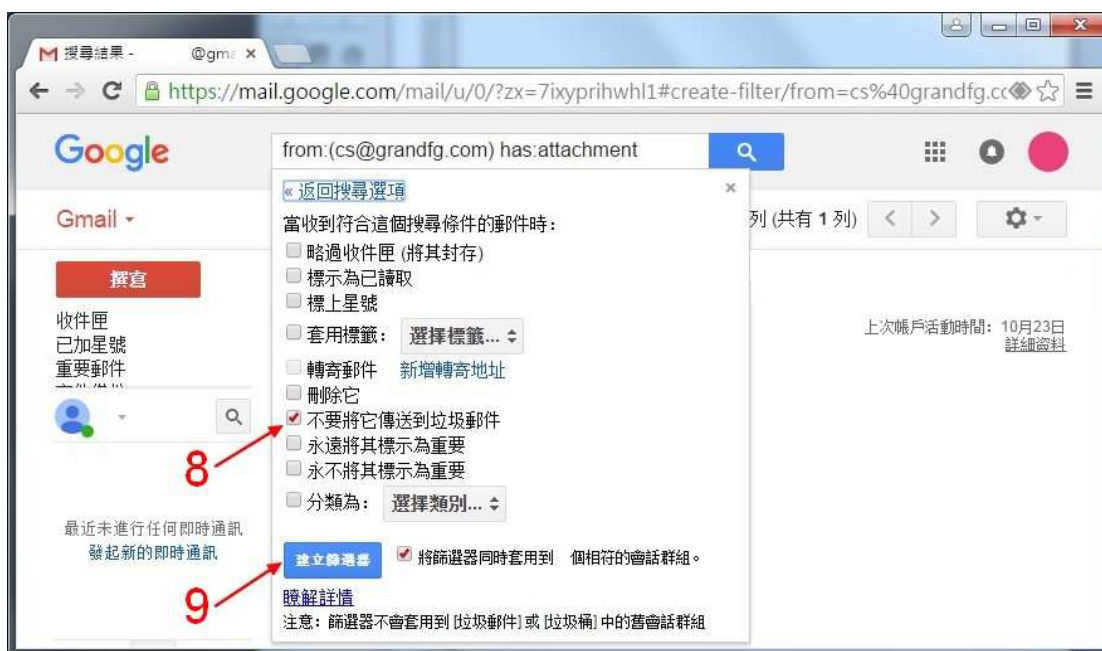 搜尋結果 - @gma
https://mail.google.com/mail/u/0/?zx=7ixyprihwhl1#create-filter/from=cs%40grandfg.cc
Google
from:(cs@grandfg.com) has:attachment
« 返回搜尋選項
Gmail
當收到符合這個搜尋條件的郵件時：
列 (共有 1 列)
略過收件匣 (將其封存)
撰寫
標示為已讀取
標上星號
收件匣
已加星號
重要郵件
套用標籤： 選擇標籤...
上次帳戶活動時間： 10月23日
詳細資料
轉寄郵件 新增轉寄地址
刪除它
不要將它傳送到垃圾郵件
8
永遠將其標示為重要
永不將其標示為重要
分類為： 選擇類別...
最近未進行任何即時通訊
發起新的即時通訊
建立篩選器
將篩選器同時套用到 個相符的會話群組。
9
瞭解詳情
注意： 篩選器不會套用到 [垃圾郵件] 或 [垃圾桶] 中的舊會話群組